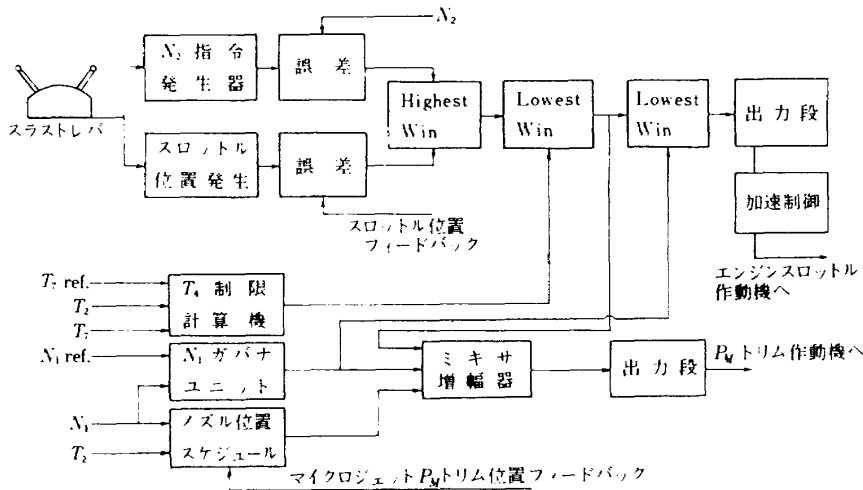 N₂
N₂ 指令
発生器
誤差
Highest
Win
Lowest
Win
Lowest
Win
出力段
スラストレバ
スロットル
位置発生
誤差
加速制御
スロットル位置
フィードバック
エンジンスロットル
作動機へ
T₇ ref.
T₂
T₇
T₄ 制限
計算機
N₁ ref.
N₁ ガバナ
ユニット
ミキサ
増幅器
出力段
P_M トリム作動機へ
N₁
T₂
ノズル位置
スケジュール
マイクロジェット P_M トリム位置フィードバック